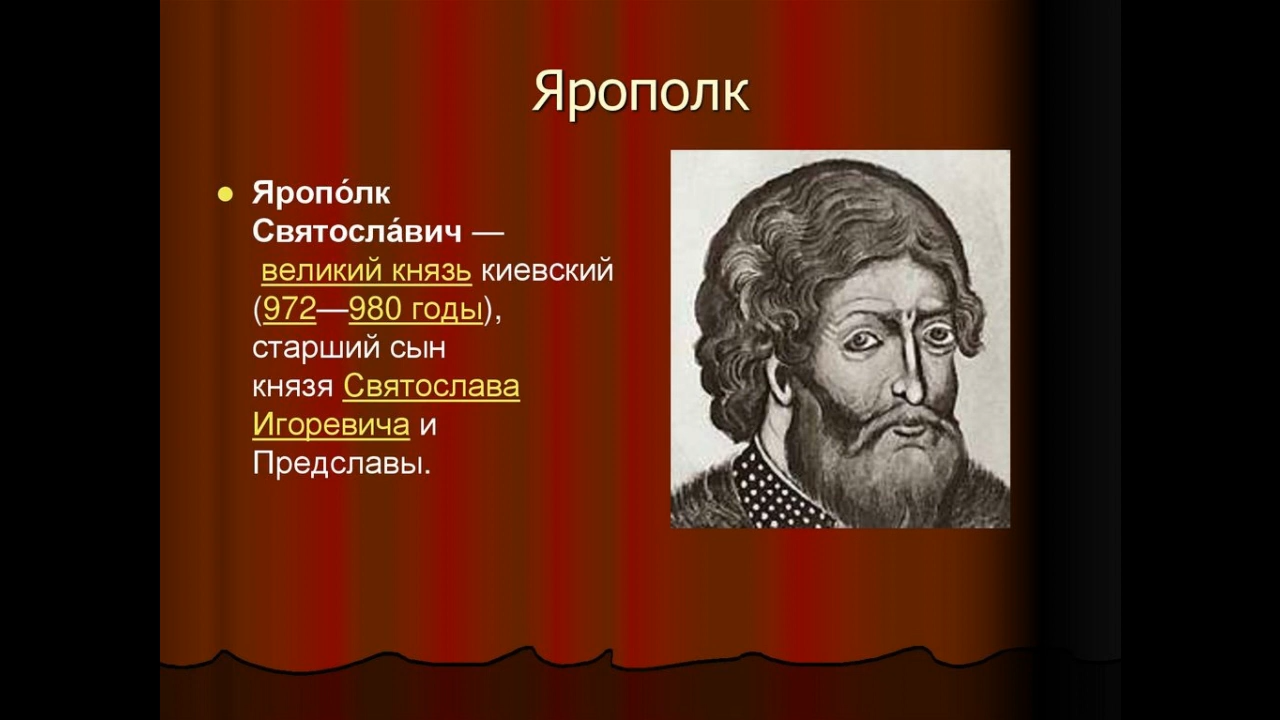 Ярополк
Яропо́лк
Святосла́вич —
великий князь киевский
(972—980 годы),
старший сын
князя Святослава
Игоревича и
Предславы.